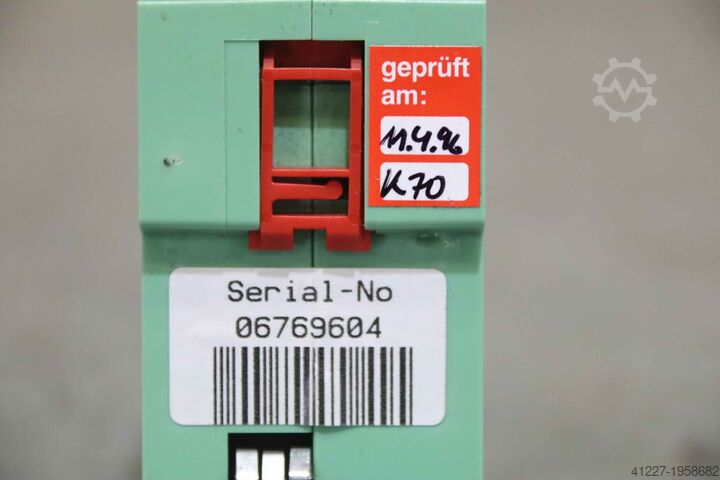 geprüft
am:
11.4.96
K70
Serial-No
06769604
41227-1958682